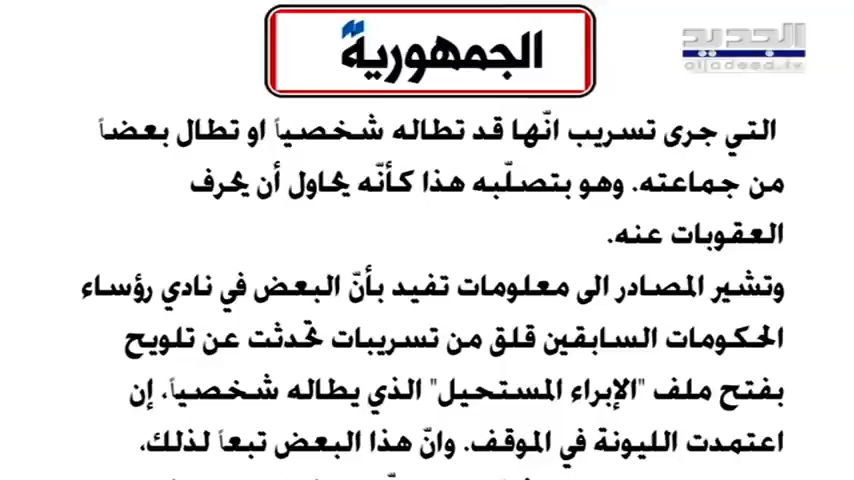 الجمهورية
الجديد
aljadeed.tv
التي جرى تسريب انّها قد تطاله شخصياً او تطال بعضاً
من جماعته. وهو بتصلّبه هذا كأنّه يحاول أن يحرف
العقوبات عنه.
وتشير المصادر الى معلومات تفيد بأنّ البعض في نادي رؤساء
الحكومات السابقين قلق من تسريبات تحدثت عن تلويح
بفتح ملف "الإبراء المستحيل" الذي يطاله شخصياً، إن
اعتمدت الليونة في الموقف. وانّ هذا البعض تبعاً لذلك،